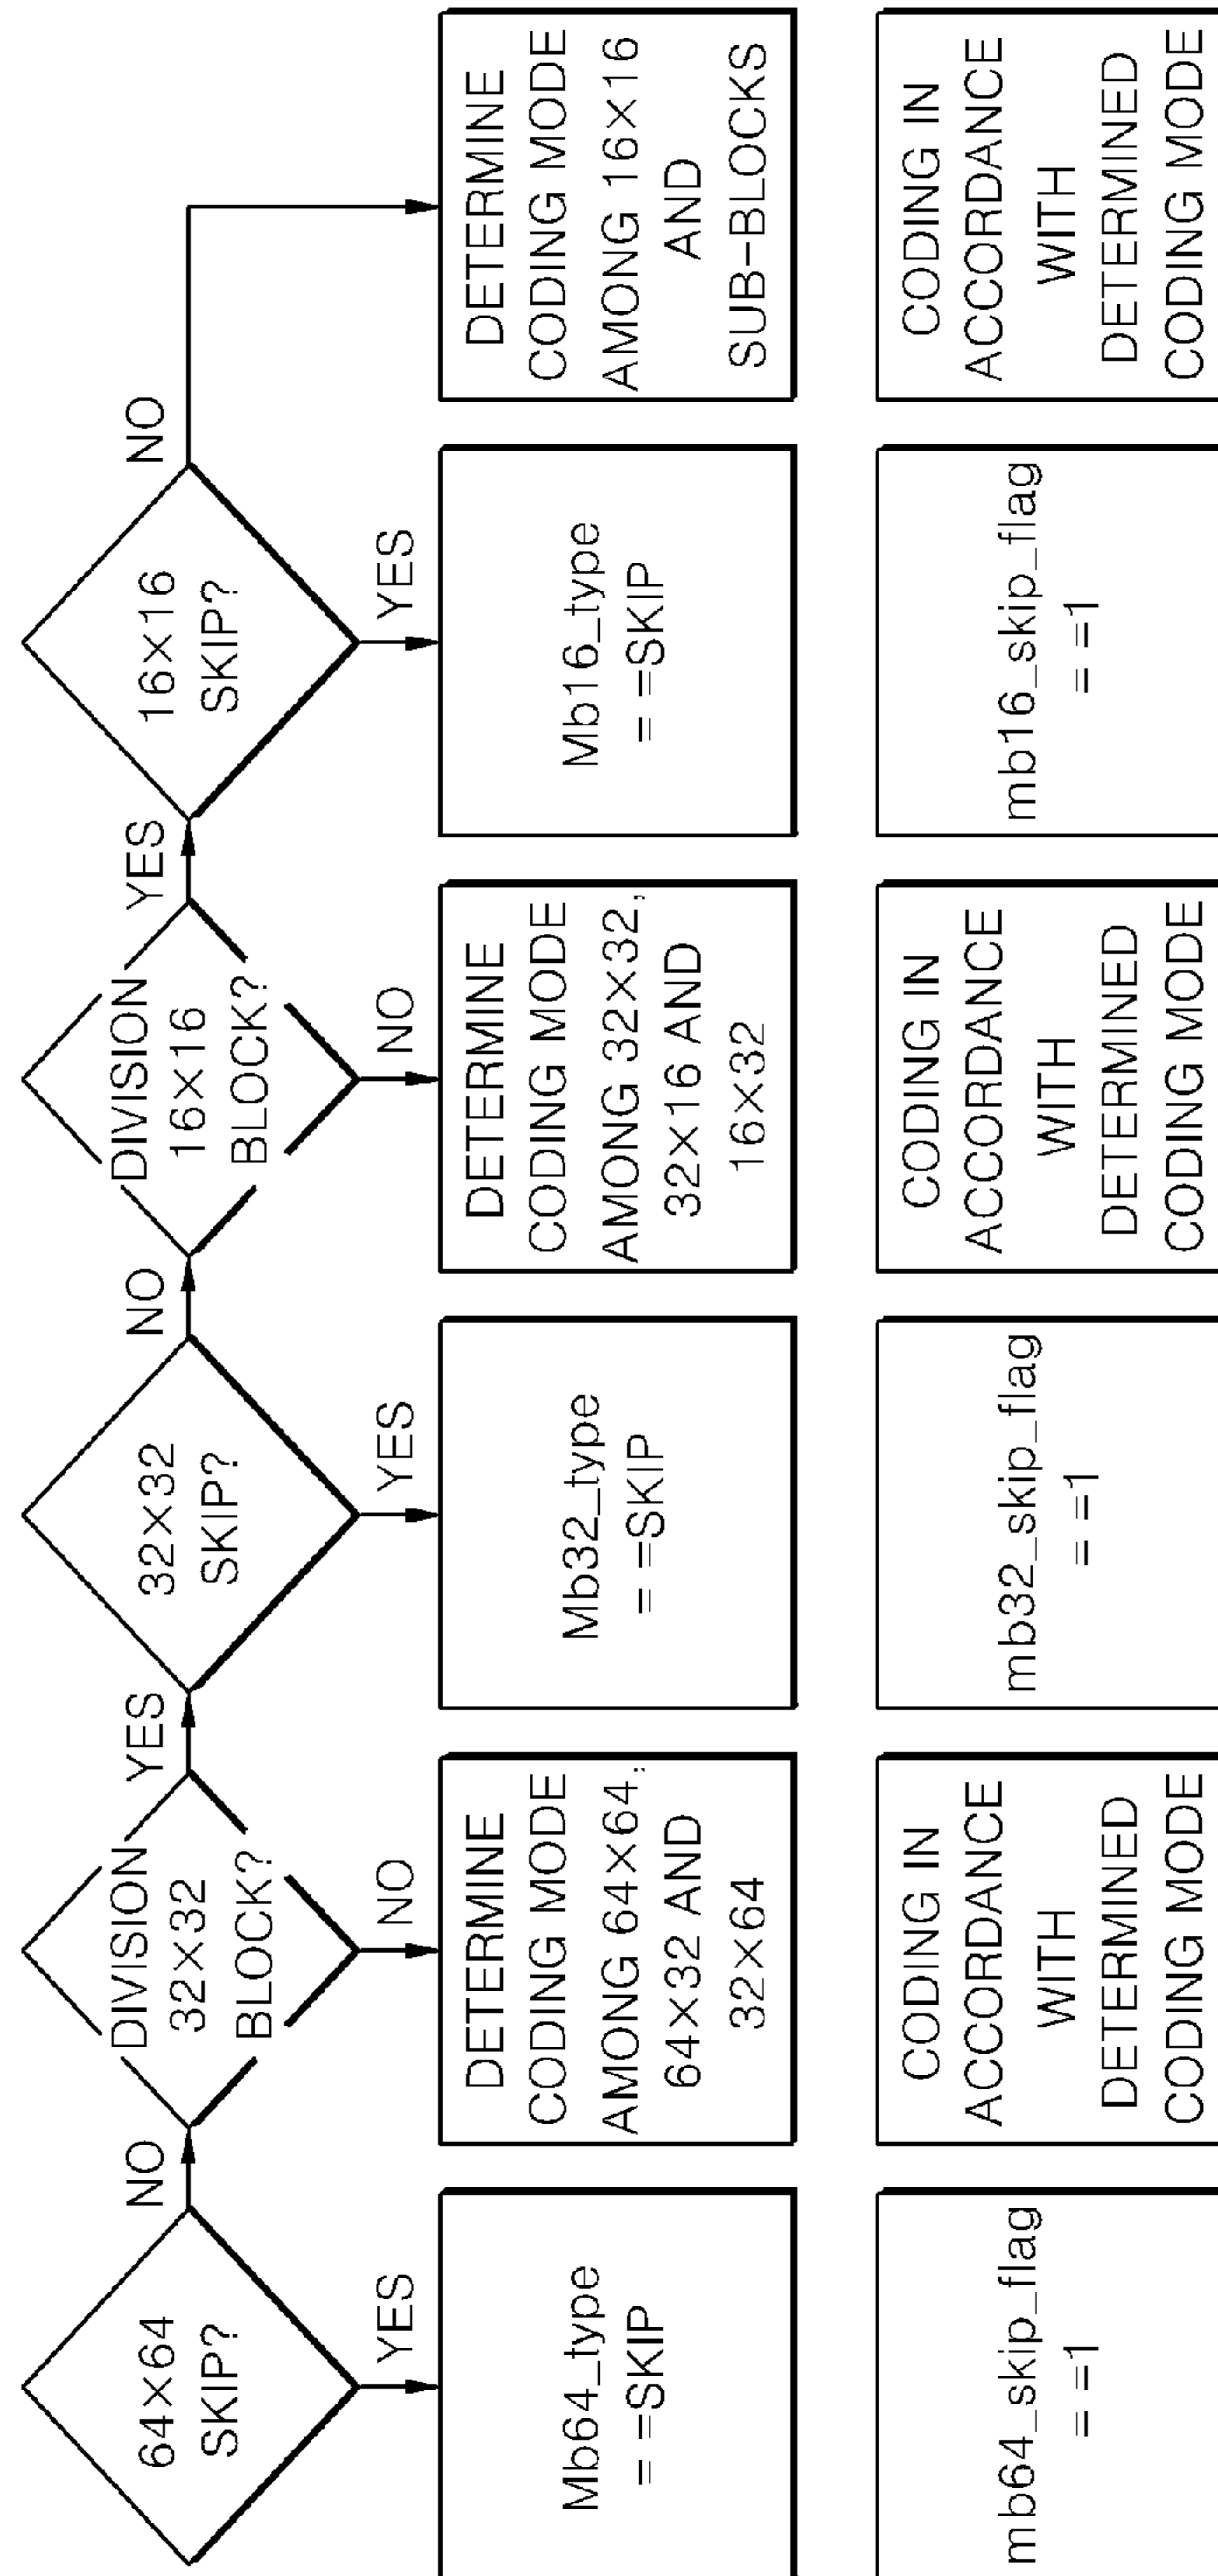 64×64
SKIP?
NO
YES
DIVISION
32×32
BLOCK?
YES
NO
32×32
SKIP?
NO
YES
DIVISION
16×16
BLOCK?
YES
NO
16×16
SKIP?
NO
YES
Mb64_type
= =SKIP
DETERMINE
CODING MODE
AMONG 64×64,
64×32 AND
32×64
Mb32_type
= =SKIP
DETERMINE
CODING MODE
AMONG 32×32,
32×16 AND
16×32
Mb16_type
= =SKIP
DETERMINE
CODING MODE
AMONG 16×16
AND
SUB-BLOCKS
mb64_skip_flag
= =1
CODING IN
ACCORDANCE
WITH
DETERMINED
CODING MODE
mb32_skip_flag
= =1
CODING IN
ACCORDANCE
WITH
DETERMINED
CODING MODE
mb16_skip_flag
= =1
CODING IN
ACCORDANCE
WITH
DETERMINED
CODING MODE